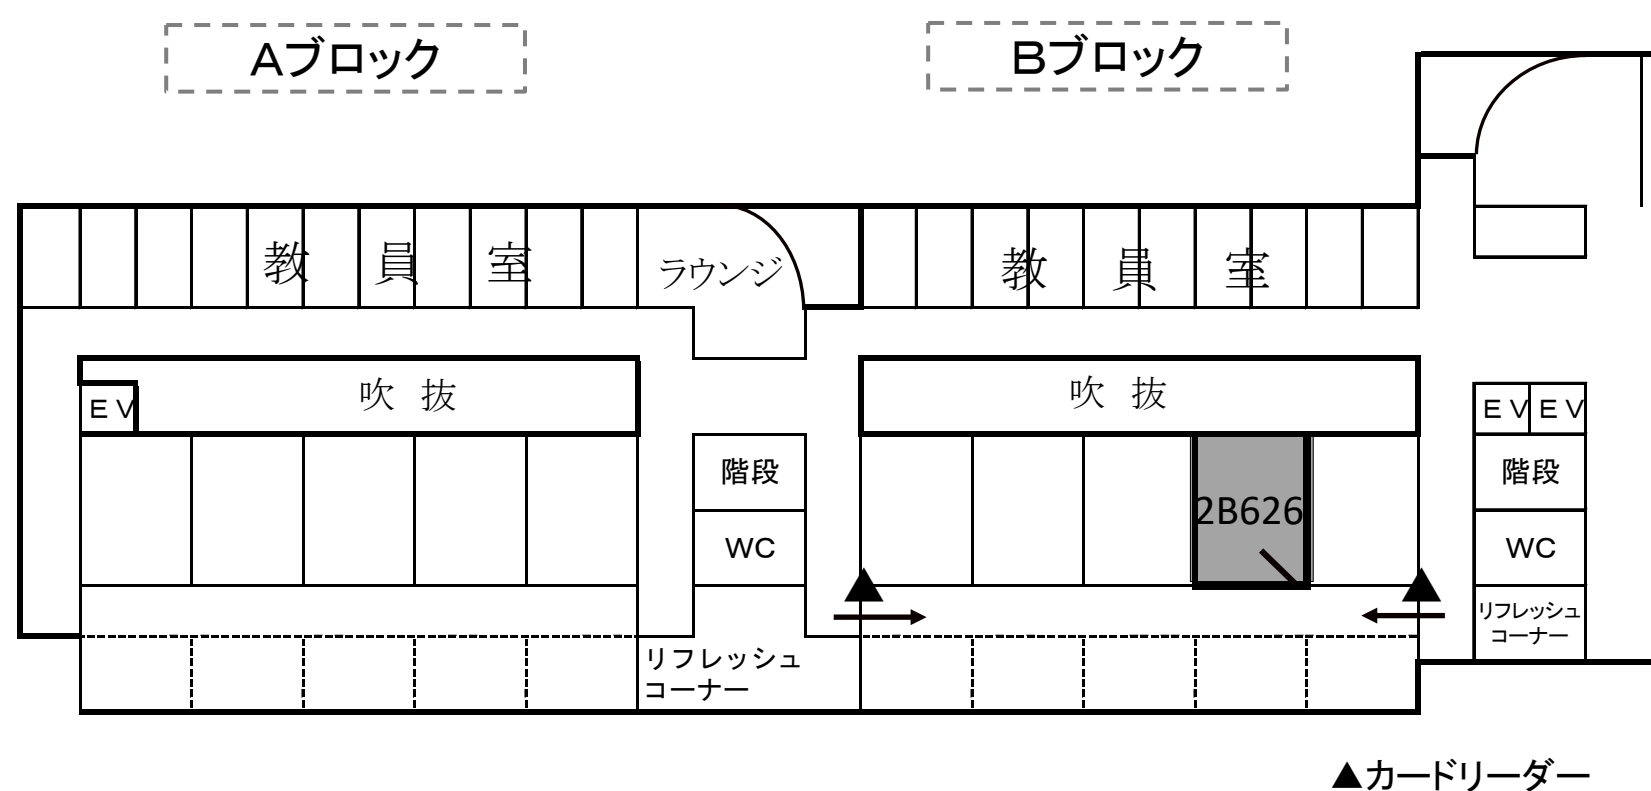 Aブロック
Bブロック
教員室
ラウンジ
教員室
吹抜
吹抜
EV
EV
EV
階段
階段
2B626
WC
WC
リフレッシュ
コーナー
リフレッシュ
コーナー
▲カードリーダー